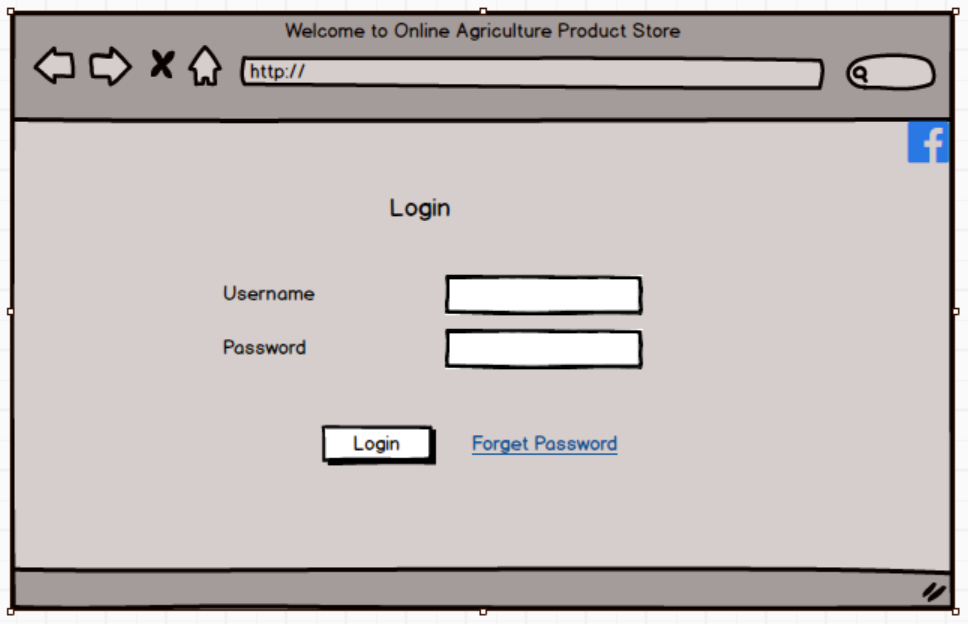 Welcome to Online Agriculture Product Store
http://
f
Login
Username
Password
Login Forget Password